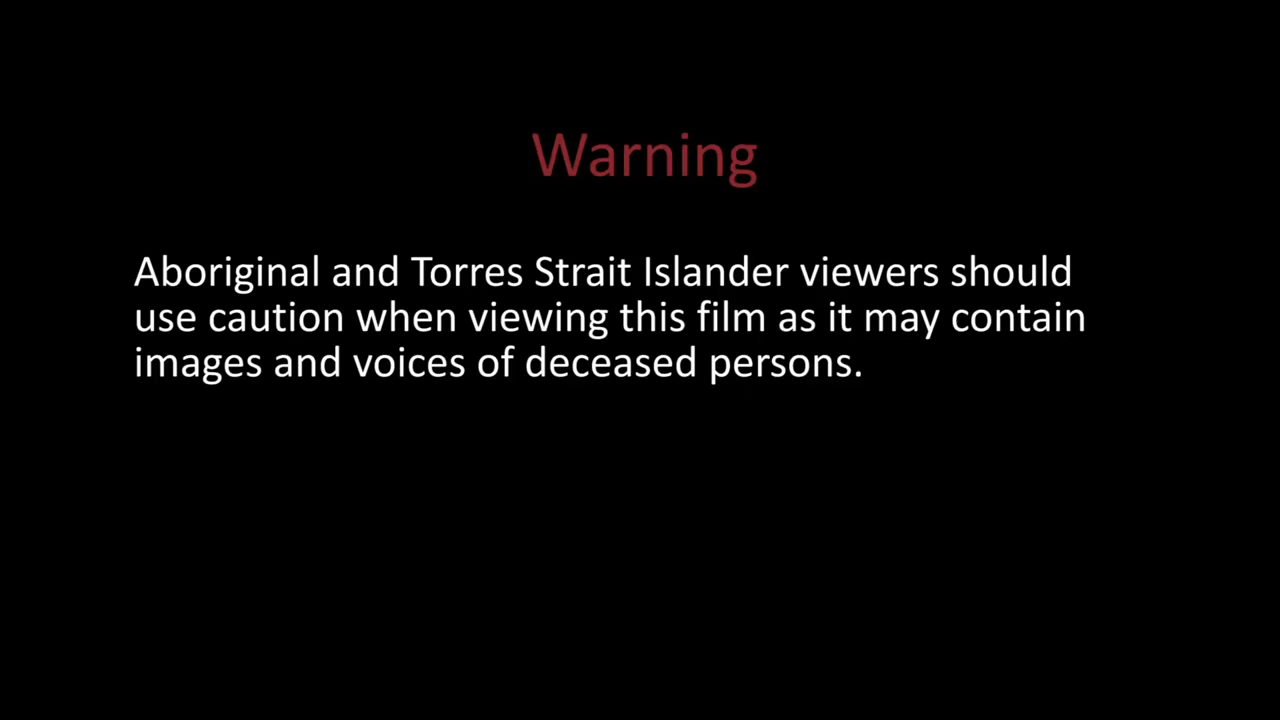 Warning
Aboriginal and Torres Strait Islander viewers should
use caution when viewing this film as it may contain
images and voices of deceased persons.